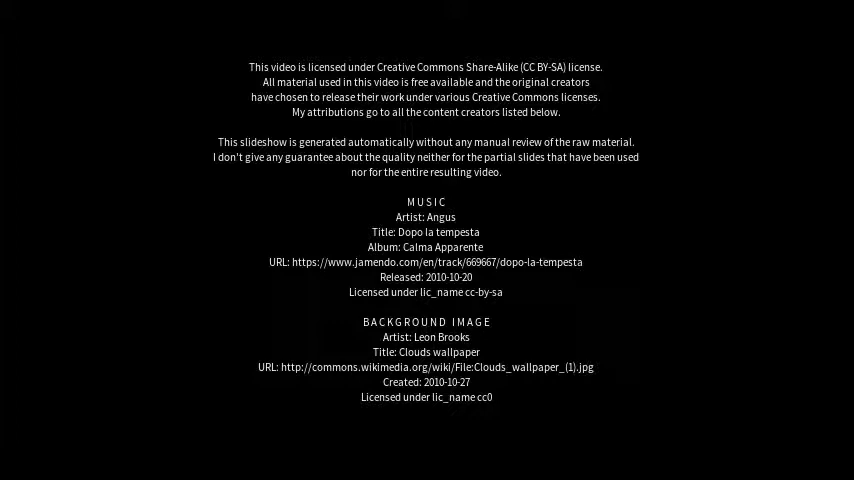 This video is licensed under Creative Commons Share-Alike (CC BY-SA) license.
All material used in this video is free available and the original creators
have chosen to release their work under various Creative Commons licenses.
My attributions go to all the content creators listed below.
This slideshow is generated automatically without any manual review of the raw material.
I don't give any guarantee about the quality neither for the partial slides that have been used
nor for the entire resulting video.
MUSIC
Artist: Angus
Title: Dopo la tempesta
Album: Calma Apparente
URL: https://www.jamendo.com/en/track/669667/dopo-la-tempesta
Released: 2010-10-20
Licensed under lic_name cc-by-sa
BACKGROUND IMAGE
Artist: Leon Brooks
Title: Clouds wallpaper
URL: http://commons.wikimedia.org/wiki/File:Clouds_wallpaper_(1).jpg
Created: 2010-10-27
Licensed under lic_name cc0